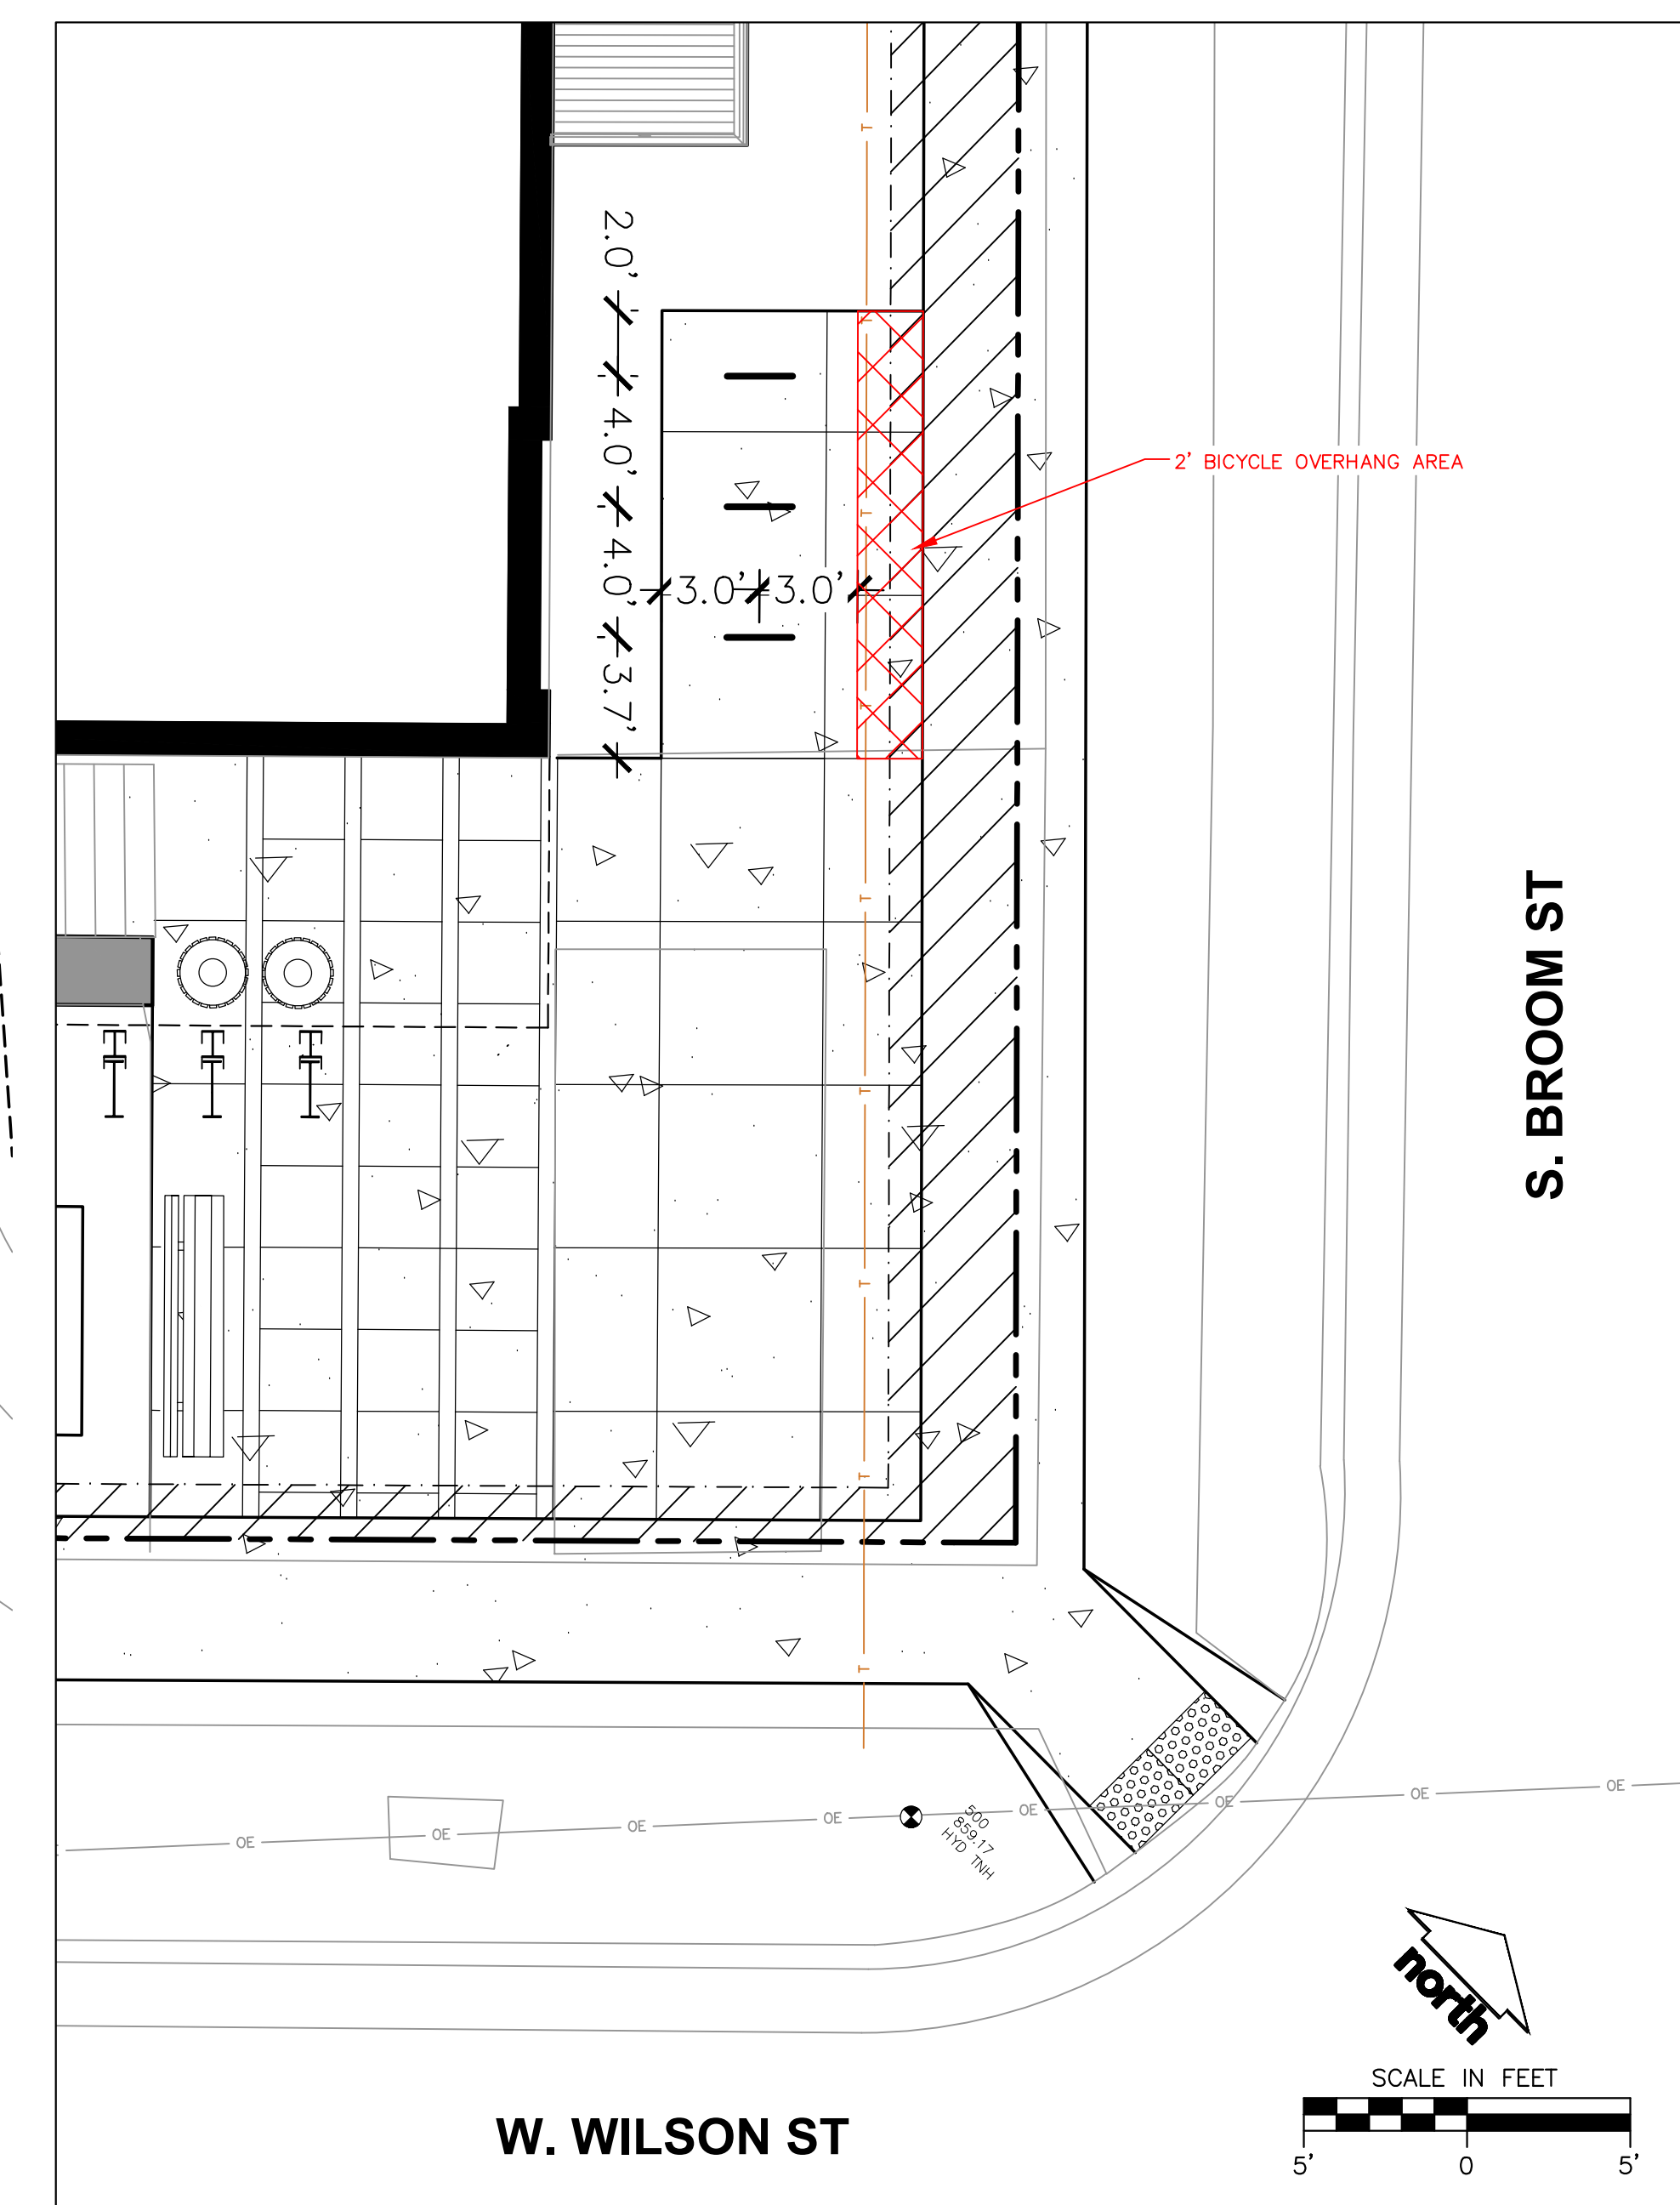 2.0'
4.0'
4.0'
3.7'
3.0'
3.0'
2' BICYCLE OVERHANG AREA
T
T
T
T
T
T
T
T
T
S. BROOM ST
OE
OE
OE
OE
OE
OE
OE
OE
500
859.17
HYD TNH
north
SCALE IN FEET
5'
0
5'
W. WILSON ST